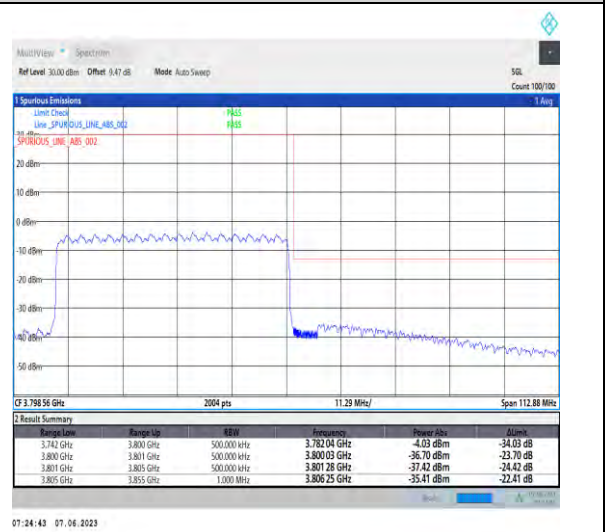 MultiView Spectrum
Ref Level 30.00 dBm Offset 9.47 dB Mode Auto Sweep SGL
Count 100/100
1 Spurious Emissions 1 Avg
Limit Check PASS
Line _SPURIOUS_LINE_ABS_002 PASS
_SPURIOUS_LINE_ABS_002
20 dBm
10 dBm
0 dBm
-10 dBm
-20 dBm
-30 dBm
-40 dBm
-50 dBm
CF 3.798 56 GHz 2004 pts 11.29 MHz/ Span 112.88 MHz
2 Result Summary
Range Low Range Up RBW Frequency Power Abs ΔLimit
3.742 GHz 3.800 GHz 500.000 kHz 3.782 04 GHz -4.03 dBm -34.03 dB
3.800 GHz 3.801 GHz 500.000 kHz 3.800 03 GHz -36.70 dBm -23.70 dB
3.801 GHz 3.805 GHz 500.000 kHz 3.801 28 GHz -37.42 dBm -24.42 dB
3.805 GHz 3.855 GHz 1.000 MHz 3.806 25 GHz -35.41 dBm -22.41 dB
07:24:43 07.06.2023